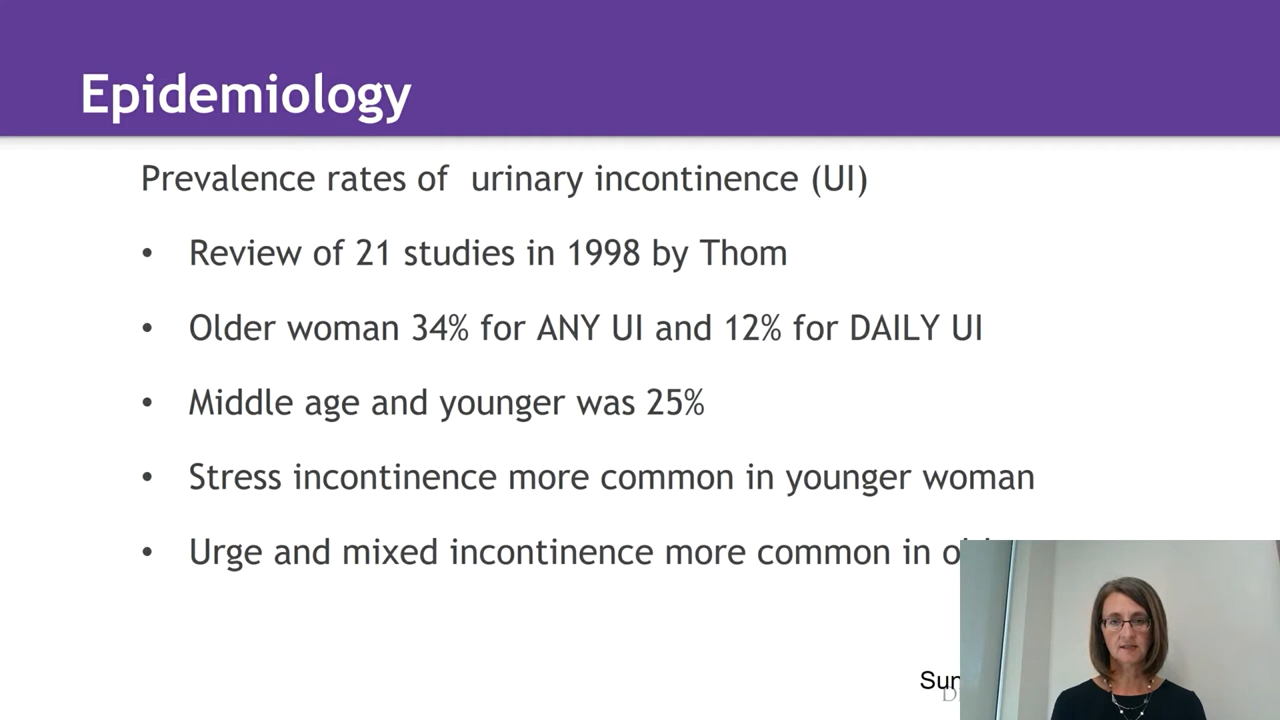 Epidemiology
Prevalence rates of urinary incontinence (UI)
• Review of 21 studies in 1998 by Thom
• Older woman 34% for ANY UI and 12% for DAILY UI
• Middle age and younger was 25%
• Stress incontinence more common in younger woman
• Urge and mixed incontinence more common in